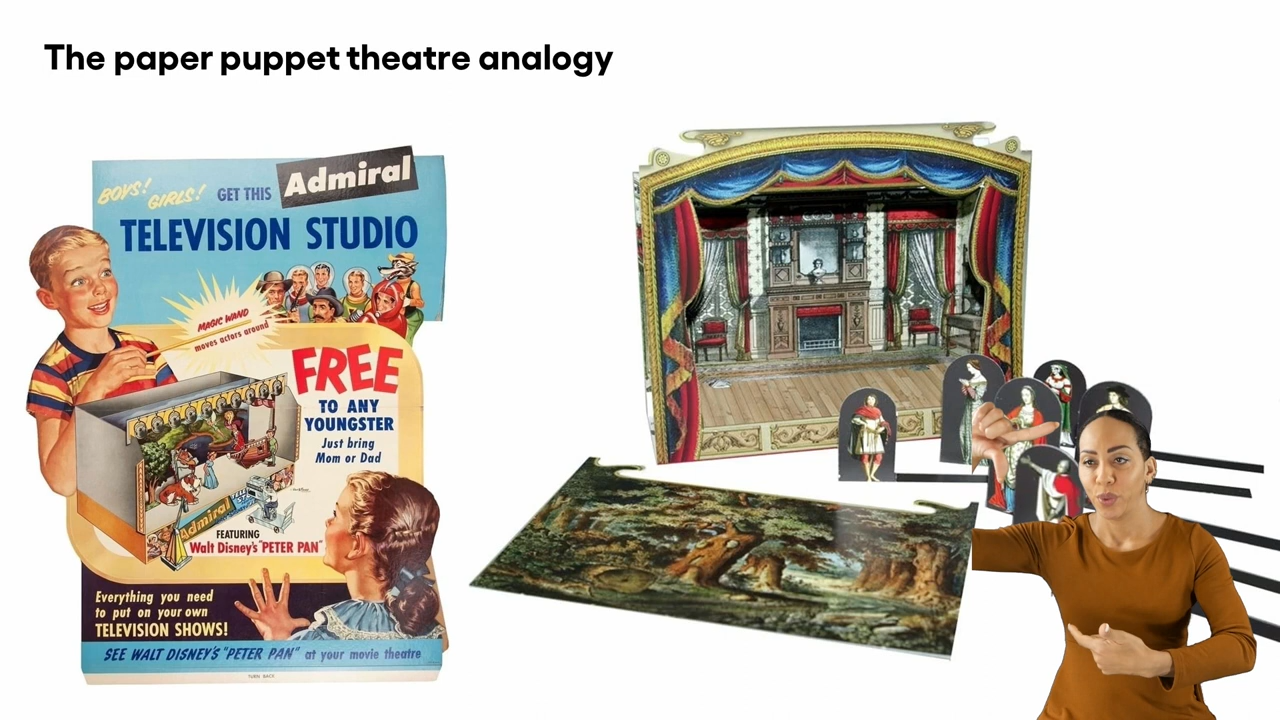 The paper puppet theatre analogy
BOYS!
GIRLS!
GET THIS
Admiral
TELEVISION STUDIO
MAGIC WAND
moves actors around
FREE
TO ANY
YOUNGSTER
Just bring
Mom or Dad
Admiral
FEATURING
Walt Disney's "PETER PAN"
Everything you need
to put on your own
TELEVISION SHOWS!
SEE WALT DISNEY'S "PETER PAN" at your movie theatre
TURN BACK